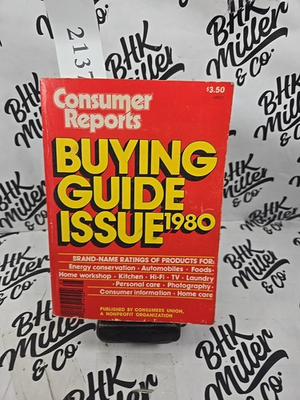 213
BHK
Miller
& Co.
$3.50
Consumer
Reports
BUYING
GUIDE
ISSUE 1980
BRAND-NAME RATINGS OF PRODUCTS FOR:
Energy conservation · Automobiles · Foods ·
Home workshop · Kitchen · Hi-Fi · TV · Laundry
· Personal care · Photography ·
Consumer information · Home care
PUBLISHED BY CONSUMERS UNION,
A NONPROFIT ORGANIZATION